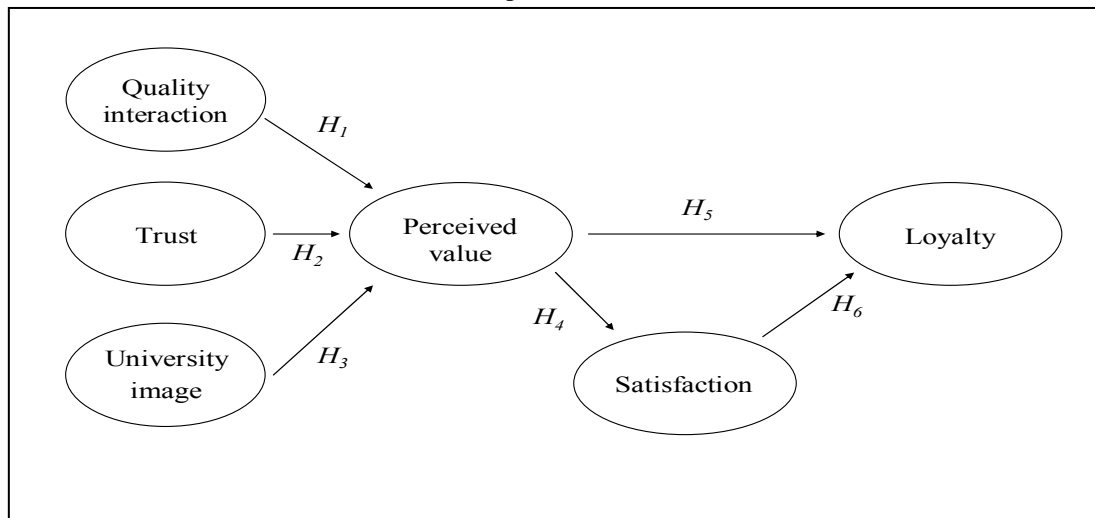 Quality
interaction
H1
Trust
H2
Perceived
value
H5
Loyalty
University
image
H3
H4
Satisfaction
H6